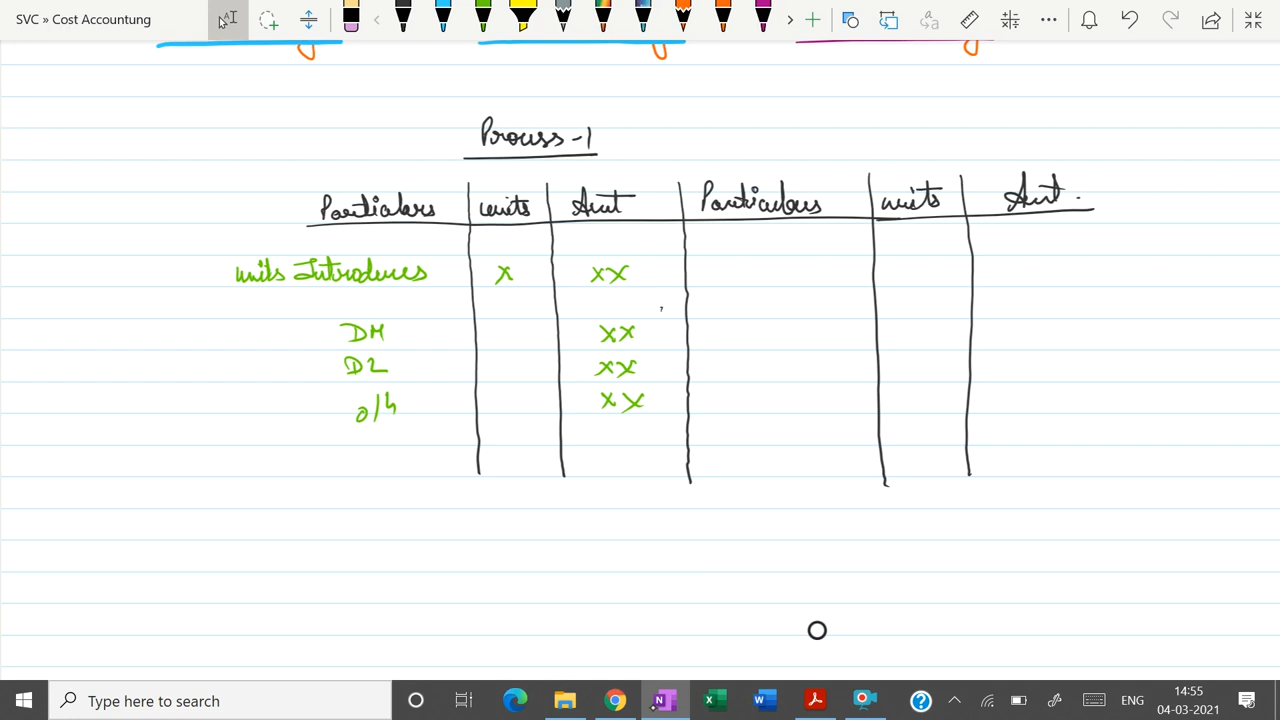 SVC » Cost Accountung
Prouss-1
Particulars units Amt Particulars units Amt.
units Introduces x xx
DM xx
DL xx
o/h xx
Type here to search
ENG
14:55
04-03-2021